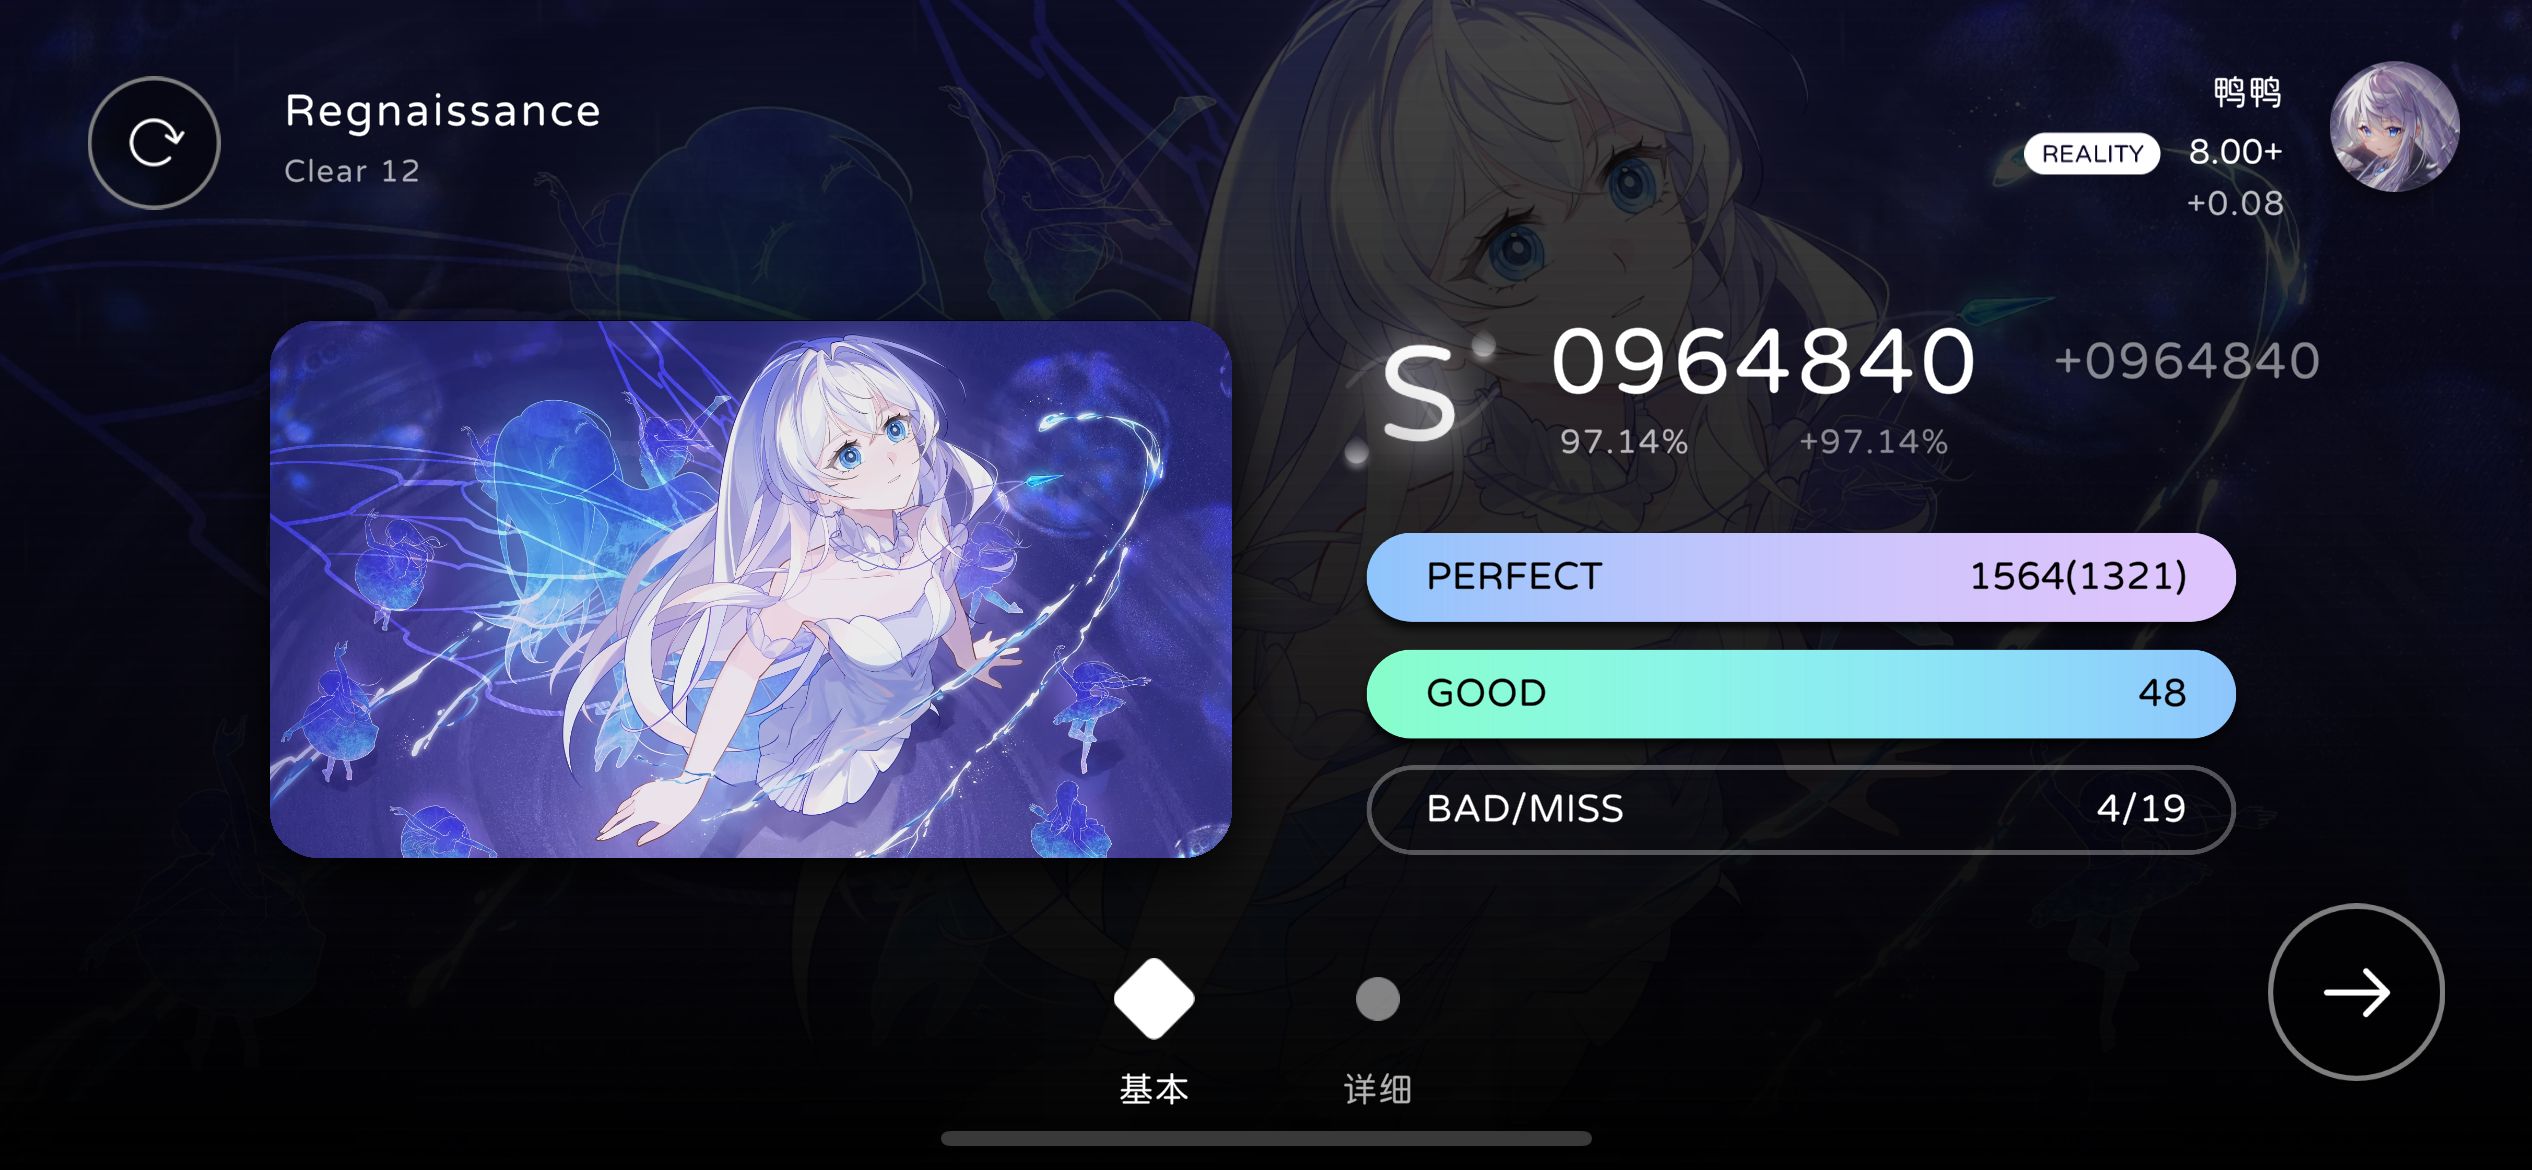 Regnaissance
Clear 12
鸭鸭
REALITY 8.00+
+0.08
S 0964840 +0964840
97.14% +97.14%
PERFECT 1564(1321)
GOOD 48
BAD/MISS 4/19
基本 详细